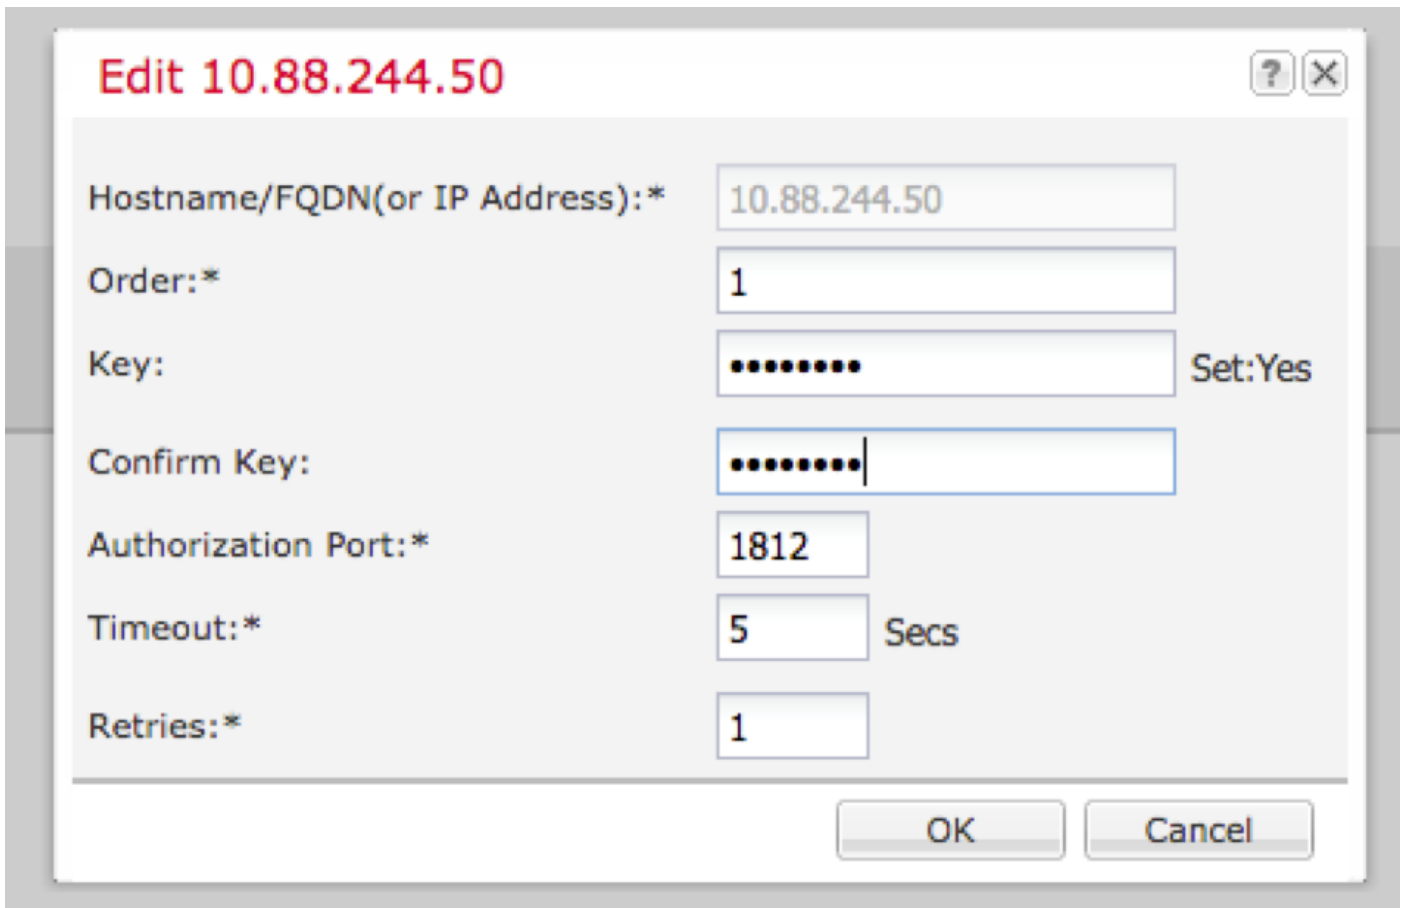 Edit 10.88.244.50
?
Hostname/FQDN(or IP Address):* 10.88.244.50
Order:* 1
Key: •••••••• Set:Yes
Confirm Key: ••••••••
Authorization Port:* 1812
Timeout:* 5 Secs
Retries:* 1
OK Cancel